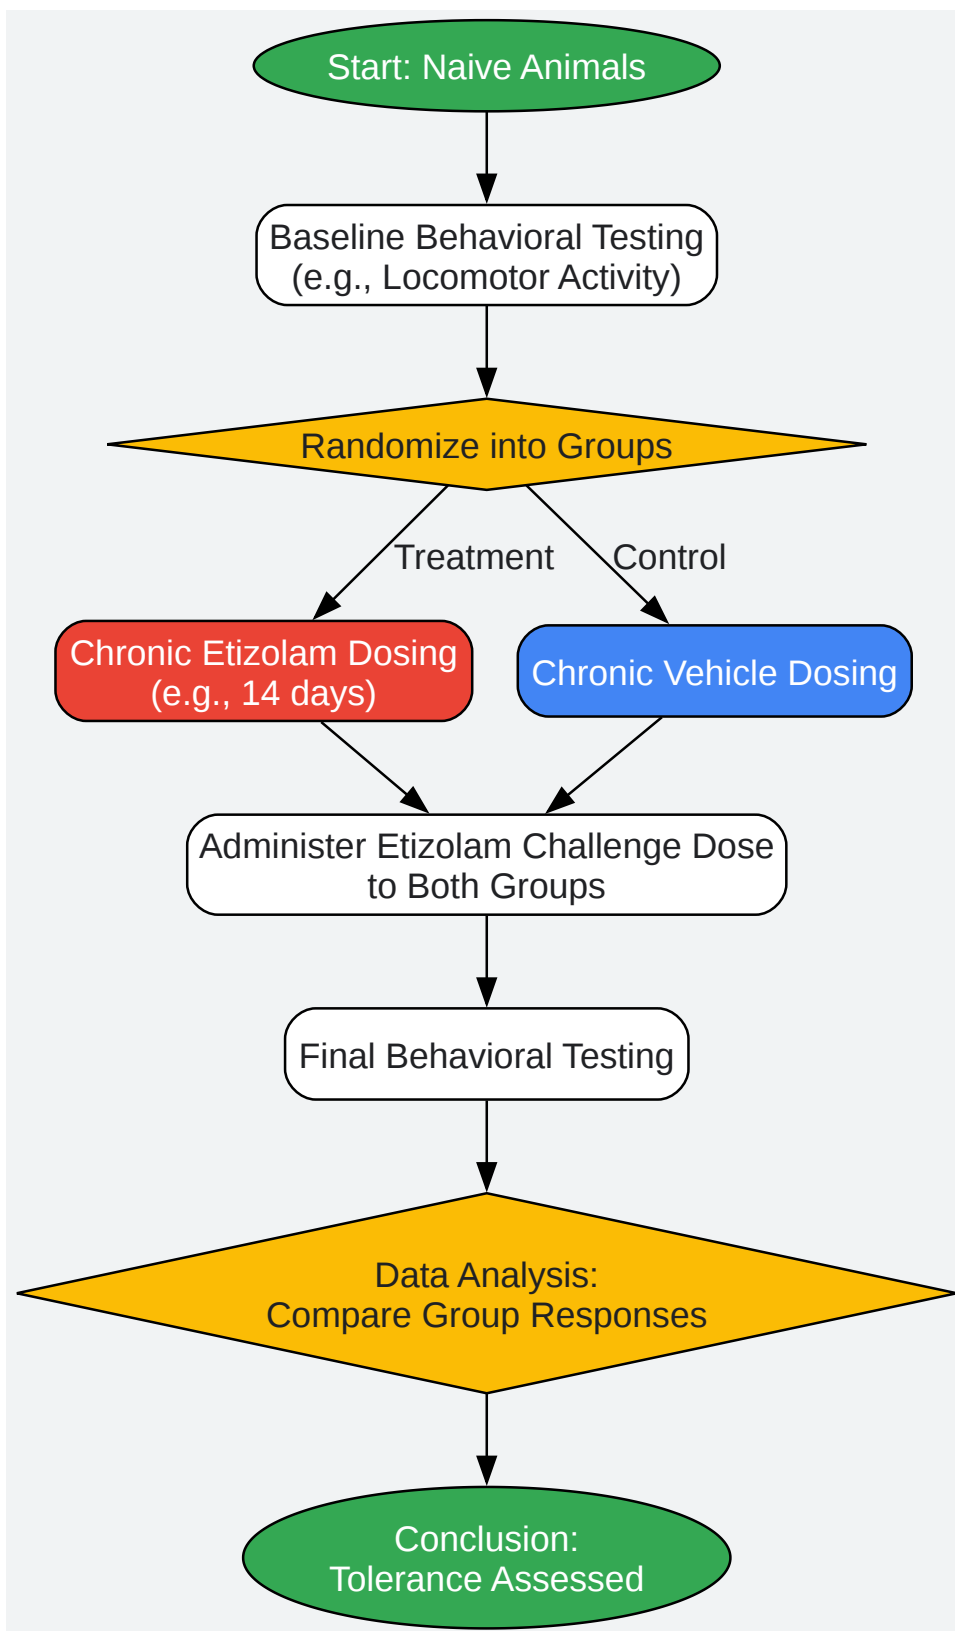 Start: Naive Animals
Baseline Behavioral Testing
(e.g., Locomotor Activity)
Randomize into Groups
Treatment
Control
Chronic Etizolam Dosing
(e.g., 14 days)
Chronic Vehicle Dosing
Administer Etizolam Challenge Dose
to Both Groups
Final Behavioral Testing
Data Analysis:
Compare Group Responses
Conclusion:
Tolerance Assessed